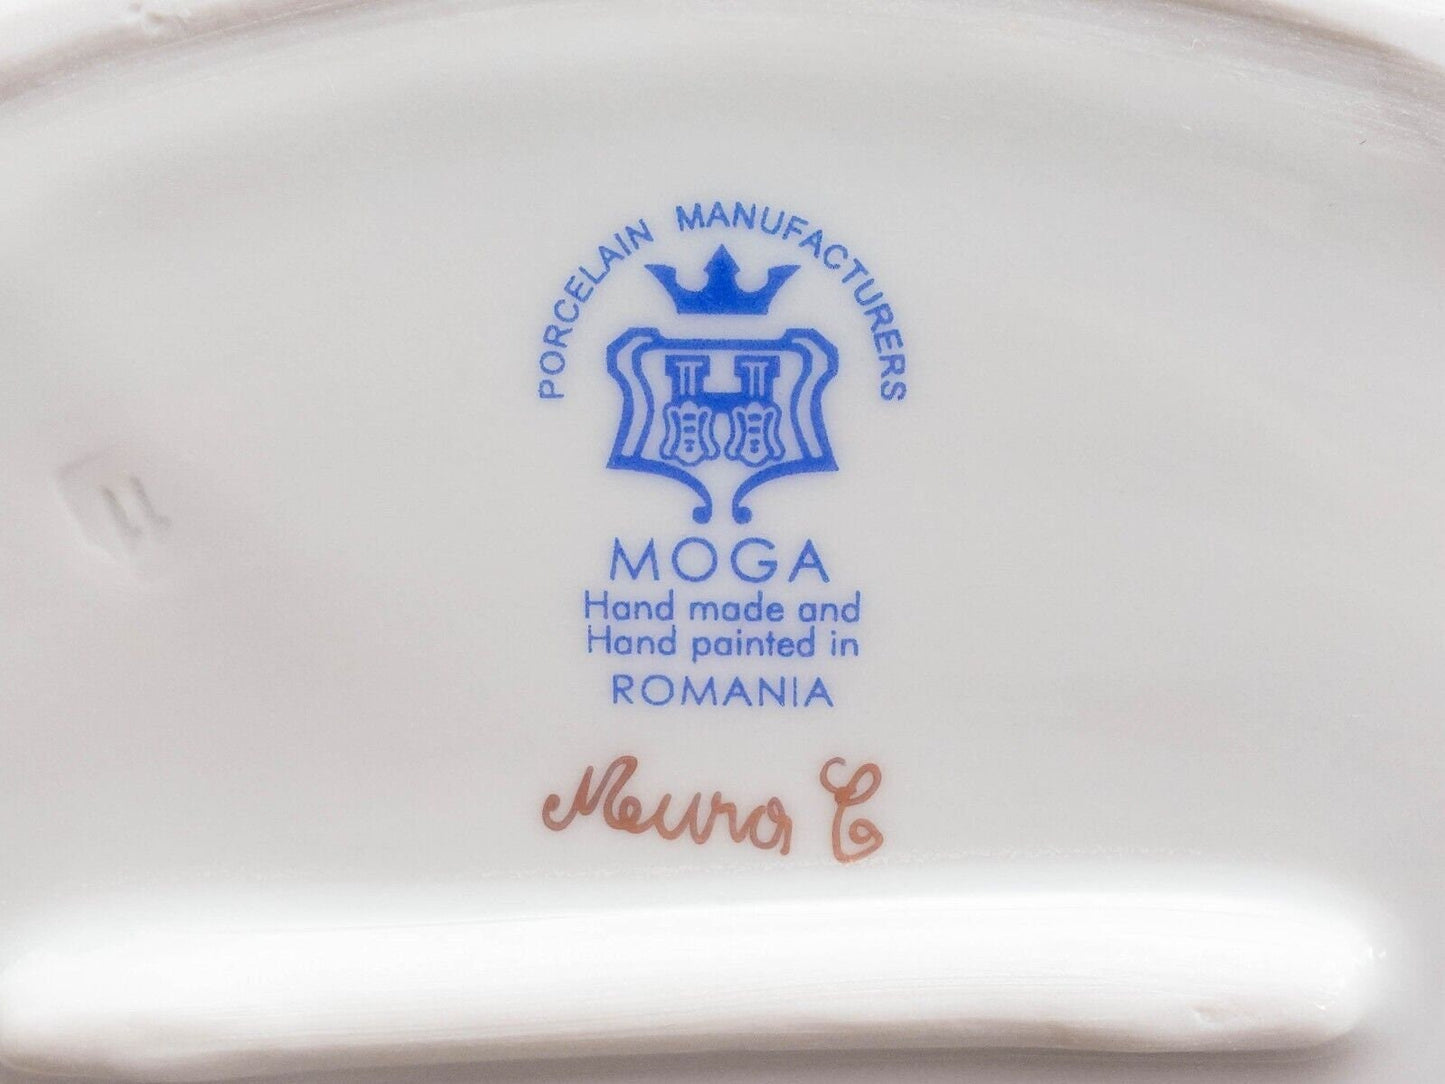 PORCELAIN MANUFACTURERS
MOGA
Hand made and
Hand painted in
ROMANIA